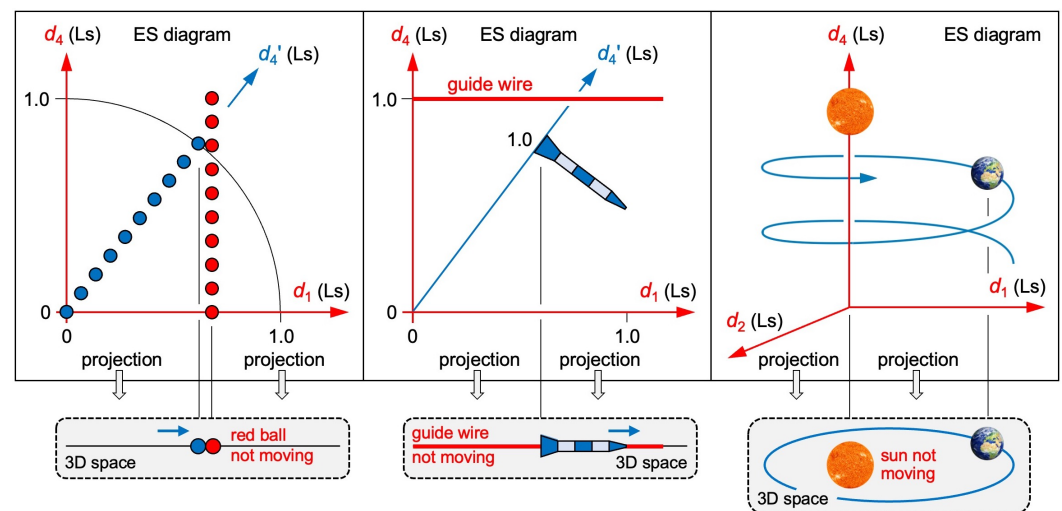 d4 (Ls)
ES diagram
d4' (Ls)
1.0
0
d1 (Ls)
0
1.0
projection
projection
red ball
not moving
3D space
d4 (Ls)
ES diagram
d4' (Ls)
guide wire
1.0
1.0
0
d1 (Ls)
0
1.0
projection
projection
guide wire
not moving
3D space
d4 (Ls)
ES diagram
d1 (Ls)
d2 (Ls)
projection
projection
sun not
moving
3D space